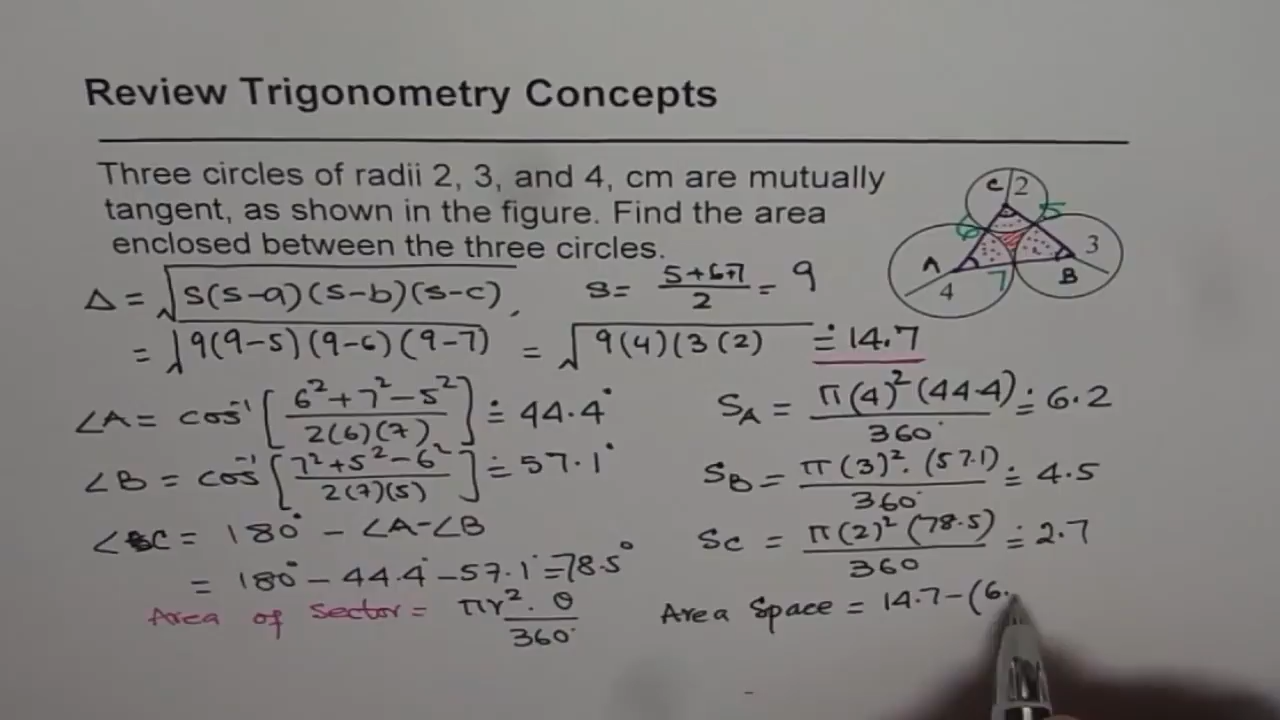 Review Trigonometry Concepts
Three circles of radii 2, 3, and 4, cm are mutually
tangent, as shown in the figure. Find the area
enclosed between the three circles.
C 2
6 5
3
A B
4 7
Δ = √s(s-a)(s-b)(s-c), s = (5+6+7)/2 = 9
= √9(9-5)(9-6)(9-7) = √9(4)(3(2) ≐ 14.7
∠A = cos⁻¹[(6²+7²-5²)/(2(6)(7))] ≐ 44.4°
∠B = cos⁻¹[(7²+5²-6²)/(2(7)(5))] ≐ 57.1°
∠C = 180° - ∠A-∠B
= 180° - 44.4° - 57.1° = 78.5°
Area of Sector = πr² . θ/360°
S_A = π(4)²(44.4)/360° ≐ 6.2
S_B = π(3)². (57.1)/360° ≐ 4.5
S_C = π(2)²(78.5)/360 ≐ 2.7
Area Space = 14.7 - (6.